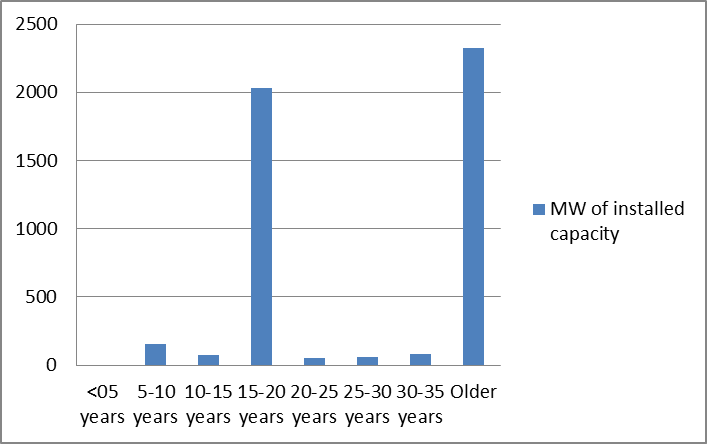 2500
2000
1500
1000
500
0
<05 5-10 10-15 15-20 20-25 25-30 30-35 Older
years years years years years years years
MW of installed
capacity